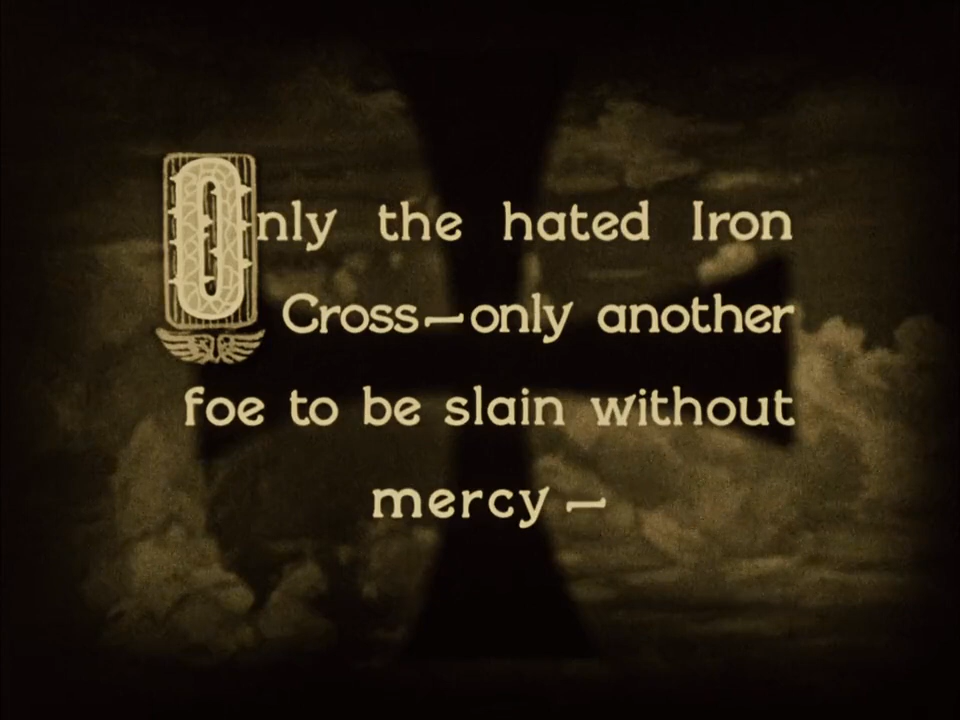 Only the hated Iron
Cross—only another
foe to be slain without
mercy—